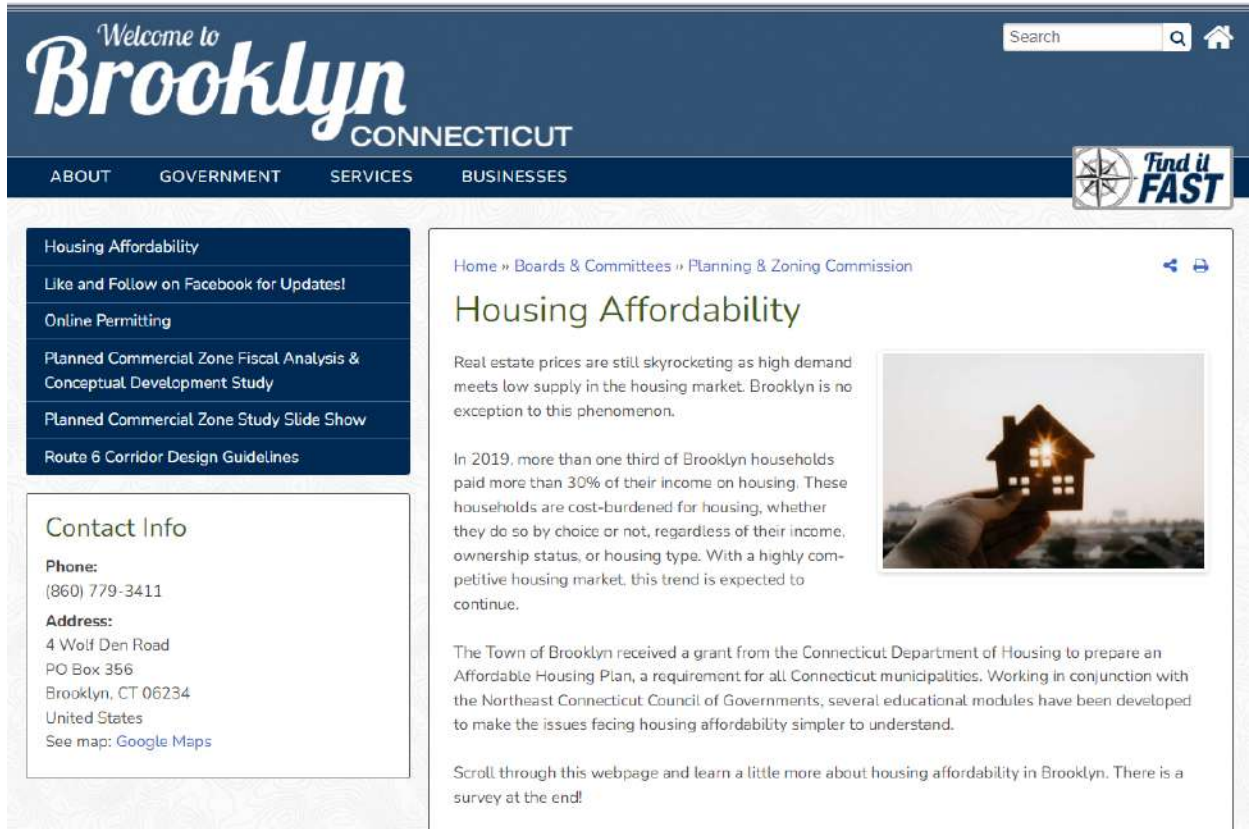 Welcome to
Brooklyn
CONNECTICUT
Search
ABOUT GOVERNMENT SERVICES BUSINESSES
Find it
FAST
Housing Affordability
Like and Follow on Facebook for Updates!
Online Permitting
Planned Commercial Zone Fiscal Analysis &
Conceptual Development Study
Planned Commercial Zone Study Slide Show
Route 6 Corridor Design Guidelines
Contact Info
Phone:
(860) 779-3411
Address:
4 Wolf Den Road
PO Box 356
Brooklyn, CT 06234
United States
See map: Google Maps
Home » Boards & Committees » Planning & Zoning Commission
Housing Affordability
Real estate prices are still skyrocketing as high demand
meets low supply in the housing market. Brooklyn is no
exception to this phenomenon.
In 2019, more than one third of Brooklyn households
paid more than 30% of their income on housing. These
households are cost-burdened for housing, whether
they do so by choice or not, regardless of their income,
ownership status, or housing type. With a highly com-
petitive housing market, this trend is expected to
continue.
The Town of Brooklyn received a grant from the Connecticut Department of Housing to prepare an
Affordable Housing Plan, a requirement for all Connecticut municipalities. Working in conjunction with
the Northeast Connecticut Council of Governments, several educational modules have been developed
to make the issues facing housing affordability simpler to understand.
Scroll through this webpage and learn a little more about housing affordability in Brooklyn. There is a
survey at the end!